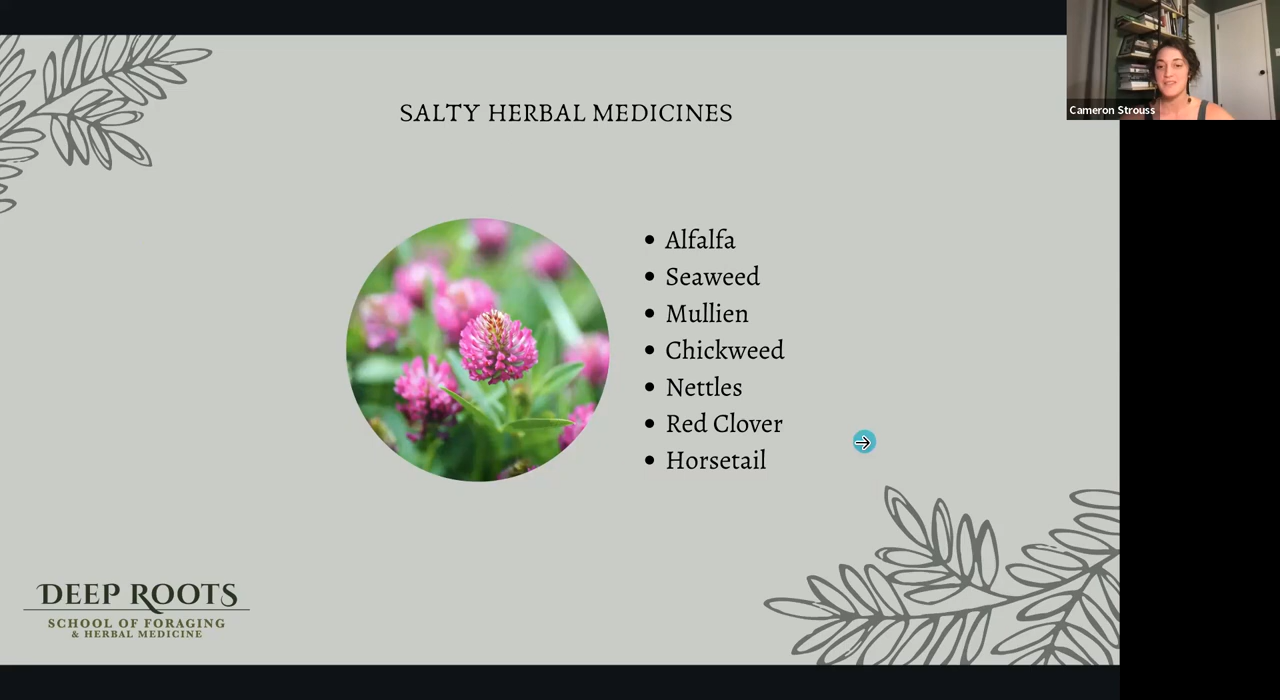 SALTY HERBAL MEDICINES
Cameron Strouss
Alfalfa
Seaweed
Mullien
Chickweed
Nettles
Red Clover
Horsetail
DEEP ROOTS
SCHOOL OF FORAGING
& HERBAL MEDICINE